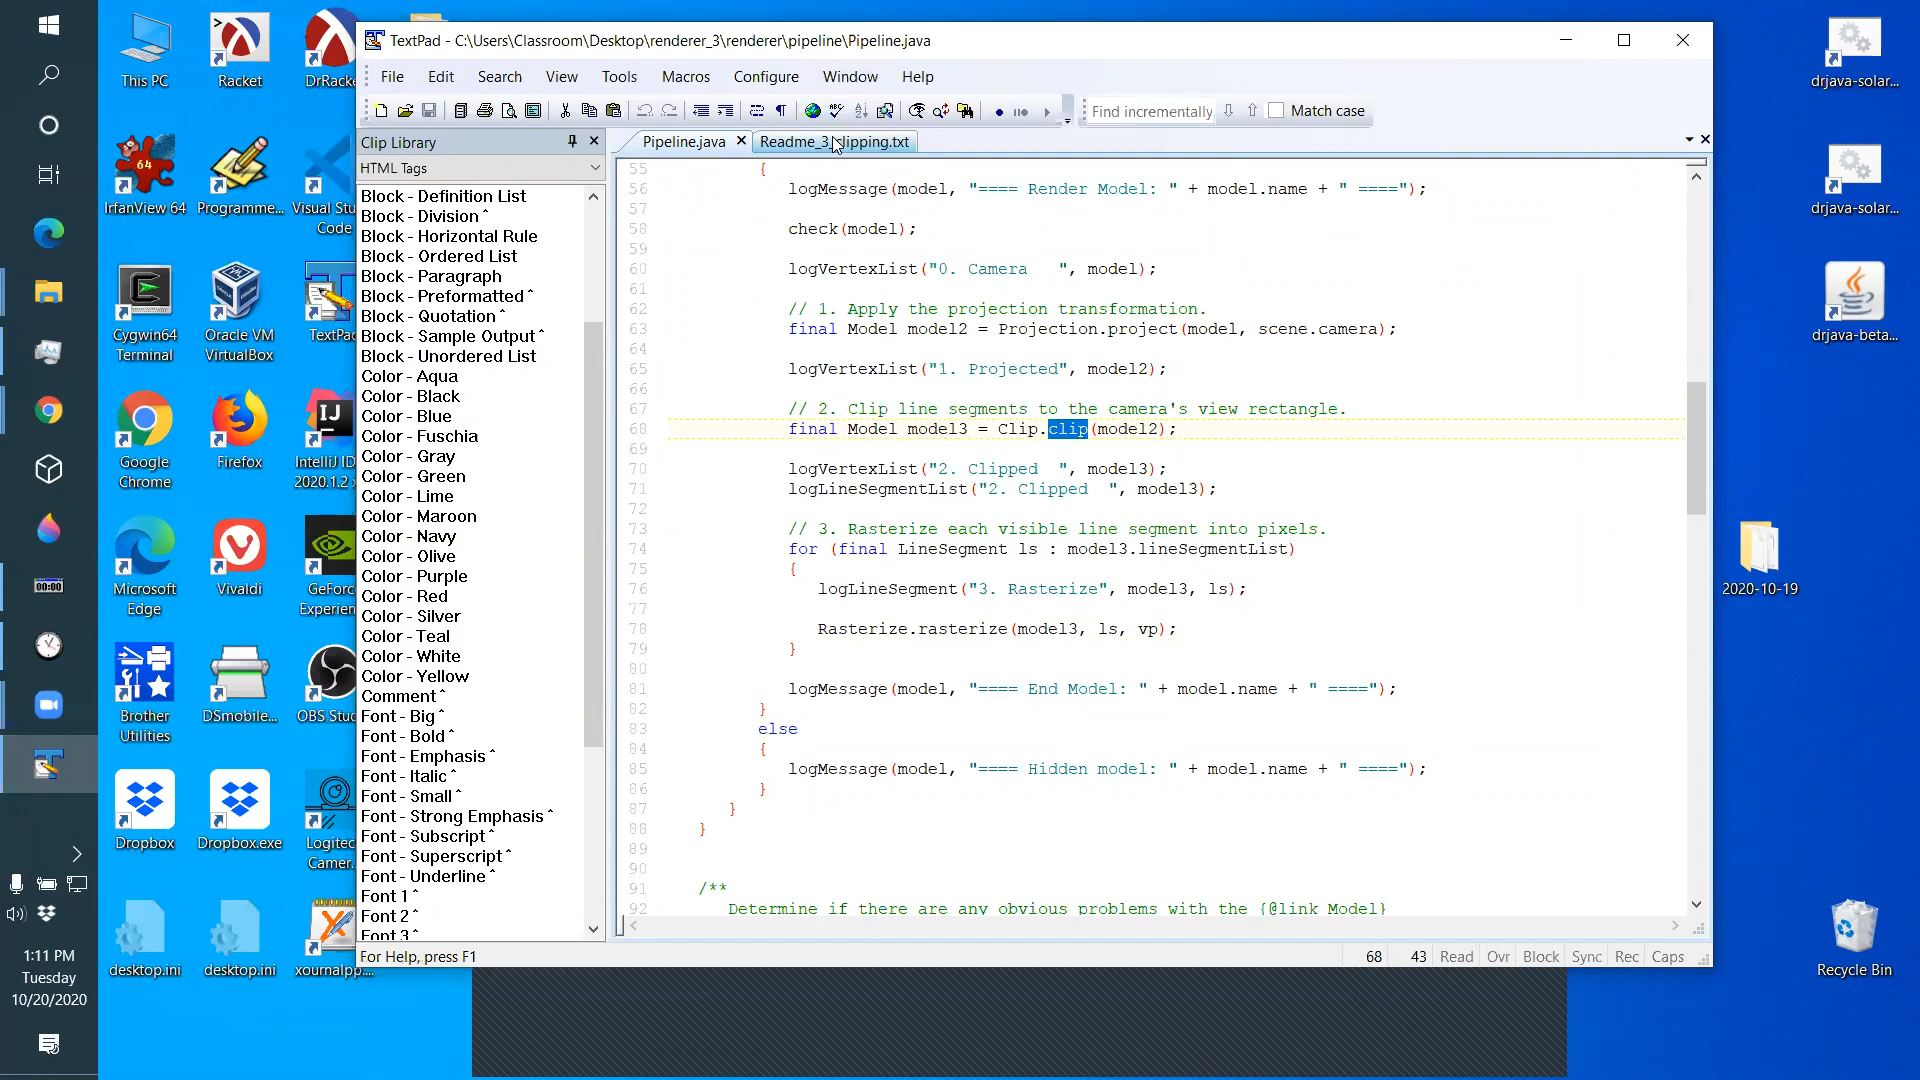 TextPad - C:\Users\Classroom\Desktop\renderer_3\renderer\pipeline\Pipeline.java
File Edit Search View Tools Macros Configure Window Help
Find incrementally Match case
Clip Library
Pipeline.java
Readme_3_clipping.txt
HTML Tags
Block - Definition List
Block - Division ^
Block - Horizontal Rule
Block - Ordered List
Block - Paragraph
Block - Preformatted ^
Block - Quotation ^
Block - Sample Output ^
Block - Unordered List
Color - Aqua
Color - Black
Color - Blue
Color - Fuschia
Color - Gray
Color - Green
Color - Lime
Color - Maroon
Color - Navy
Color - Olive
Color - Purple
Color - Red
Color - Silver
Color - Teal
Color - White
Color - Yellow
Comment ^
Font - Big ^
Font - Bold ^
Font - Emphasis ^
Font - Italic ^
Font - Small ^
Font - Strong Emphasis ^
Font - Subscript ^
Font - Superscript ^
Font - Underline ^
Font 1 ^
Font 2 ^
Font 3 ^
55 {
56 logMessage(model, "==== Render Model: " + model.name + " ====");
57
58 check(model);
59
60 logVertexList("0. Camera   ", model);
61
62 // 1. Apply the projection transformation.
63 final Model model2 = Projection.project(model, scene.camera);
64
65 logVertexList("1. Projected", model2);
66
67 // 2. Clip line segments to the camera's view rectangle.
68 final Model model3 = Clip.clip(model2);
69
70 logVertexList("2. Clipped  ", model3);
71 logLineSegmentList("2. Clipped  ", model3);
72
73 // 3. Rasterize each visible line segment into pixels.
74 for (final LineSegment ls : model3.lineSegmentList)
75 {
76 logLineSegment("3. Rasterize", model3, ls);
77
78 Rasterize.rasterize(model3, ls, vp);
79 }
80
81 logMessage(model, "==== End Model: " + model.name + " ====");
82 }
83 else
84 {
85 logMessage(model, "==== Hidden model: " + model.name + " ====");
86 }
87 }
88 }
89
90
91 /**
92 Determine if there are any obvious problems with the {@link Model}
For Help, press F1
68 43 Read Ovr Block Sync Rec Caps
This PC
Racket
DrRacke
IrfanView 64
Programme...
Visual Stu
Code
Cygwin64
Terminal
Oracle VM
VirtualBox
TextPad
Google
Chrome
Firefox
IntelliJ ID
2020.1.2 x
Microsoft
Edge
Vivaldi
GeForc
Experien
Brother
Utilities
DSmobile...
OBS Stud
Dropbox
Dropbox.exe
Logitec
Camer..
desktop.ini
desktop.ini
xournalpp....
64
IJ
00:00
1:11 PM
Tuesday
10/20/2020
drjava-solar...
drjava-solar...
drjava-beta...
2020-10-19
Recycle Bin